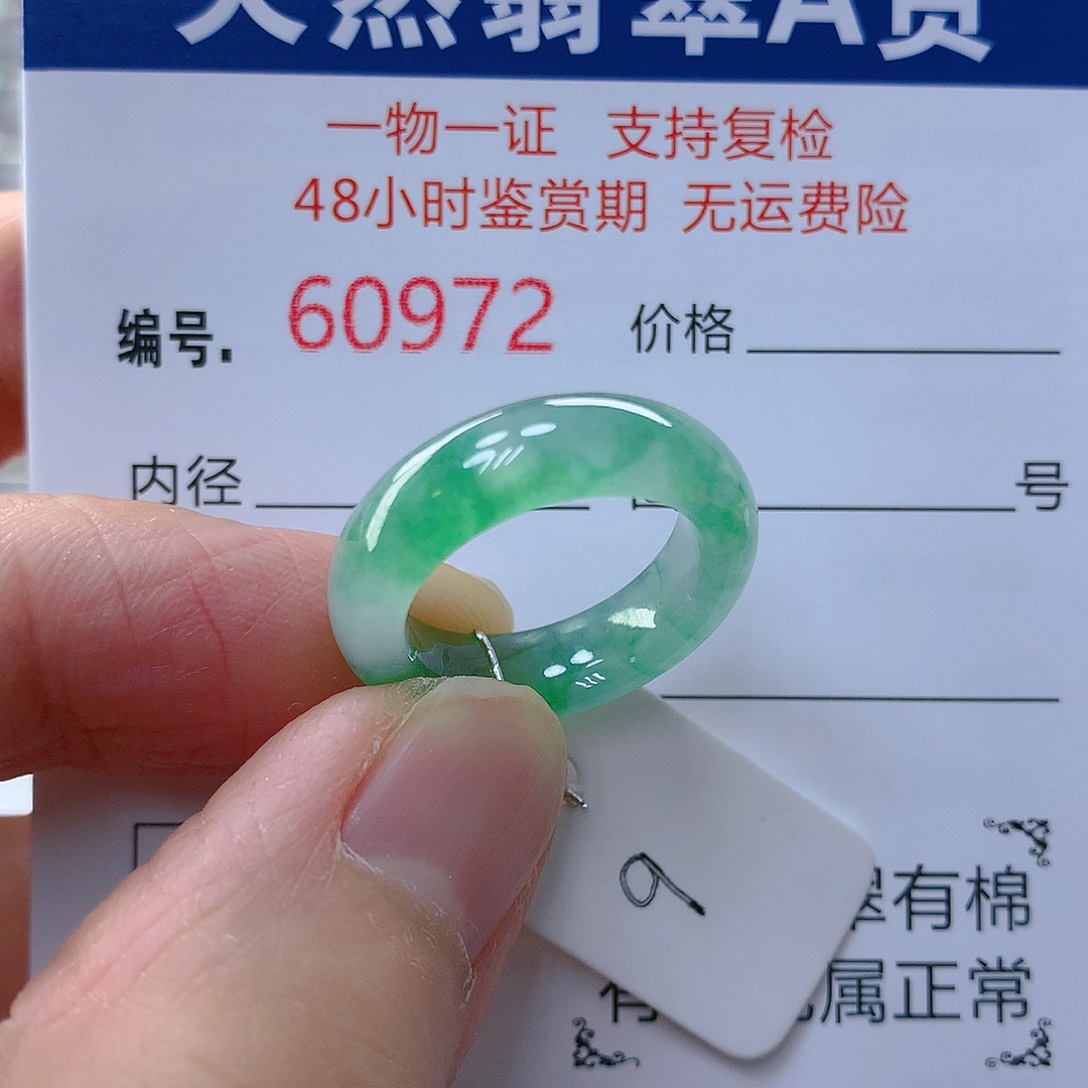 天然翡翠A货
一物一证 支持复检
48小时鉴赏期 无运费险
编号. 60972 价格
内径 号
9
翠有棉
有 属正常